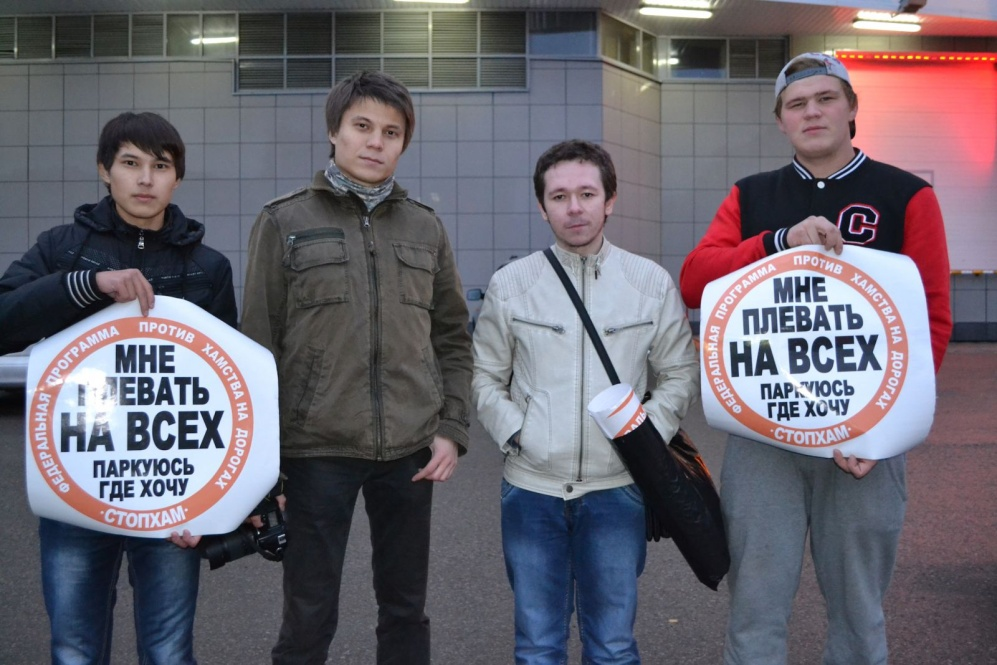 ФЕДЕРАЛЬНАЯ ПРОГРАММА ПРОТИВ ХАМСТВА НА ДОРОГАХ
МНЕ
ПЛЕВАТЬ
НА ВСЕХ
ПАРКУЮСЬ
ГДЕ ХОЧУ
·СТОПХАМ·
ФЕДЕРАЛЬНАЯ ПРОГРАММА ПРОТИВ ХАМСТВА НА ДОРОГАХ
МНЕ
ПЛЕВАТЬ
НА ВСЕХ
ПАРКУЮСЬ
ГДЕ ХОЧУ
·СТОПХАМ·
C